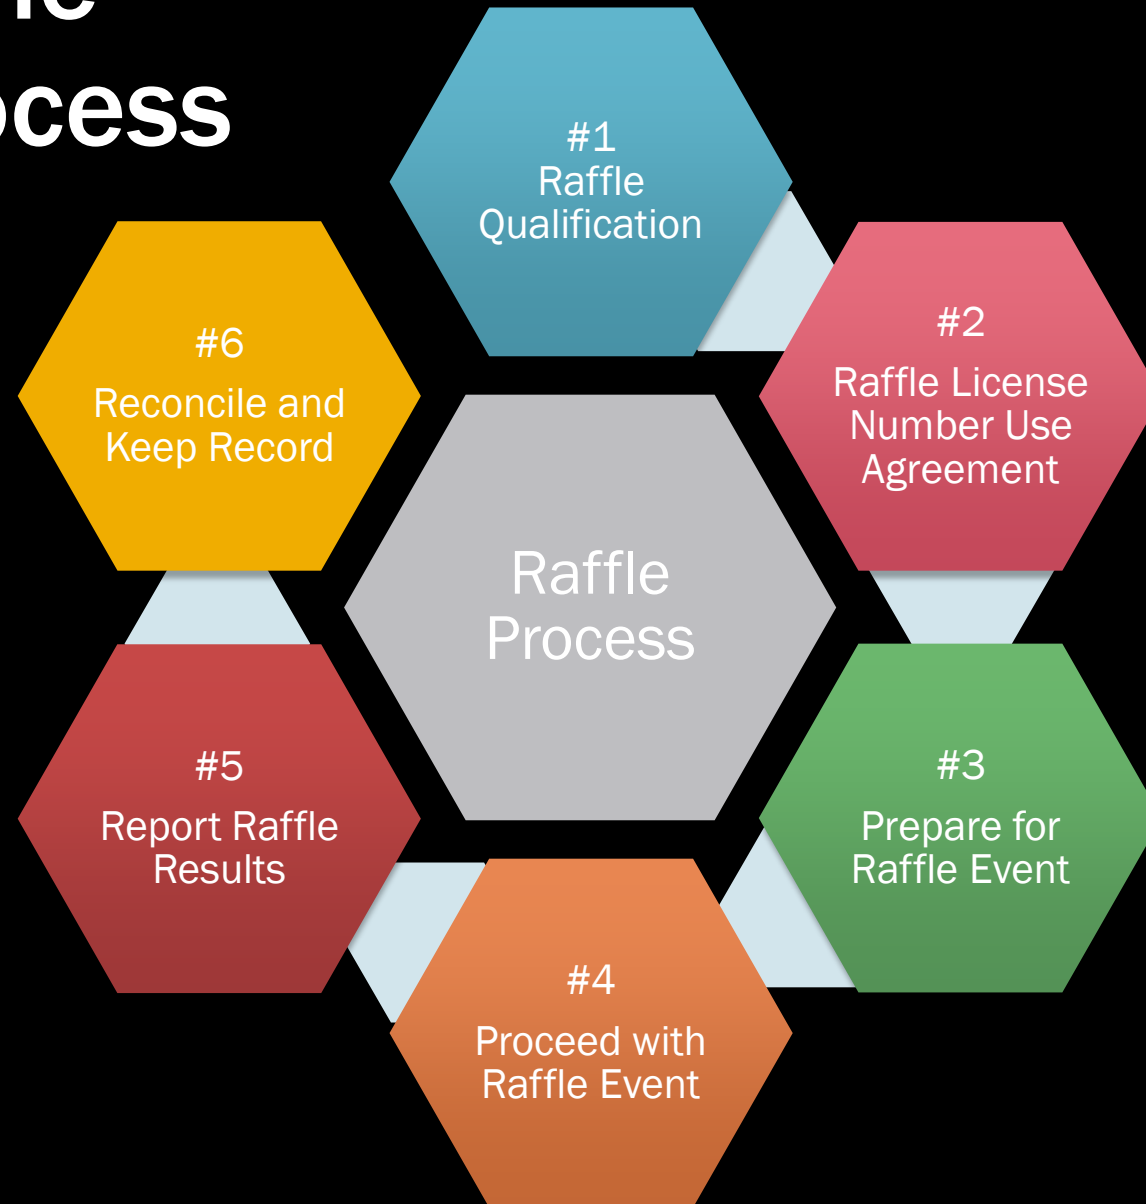 ocess
#1
Raffle
Qualification
#2
Raffle License
Number Use
Agreement
#3
Prepare for
Raffle Event
#4
Proceed with
Raffle Event
#5
Report Raffle
Results
#6
Reconcile and
Keep Record
Raffle
Process